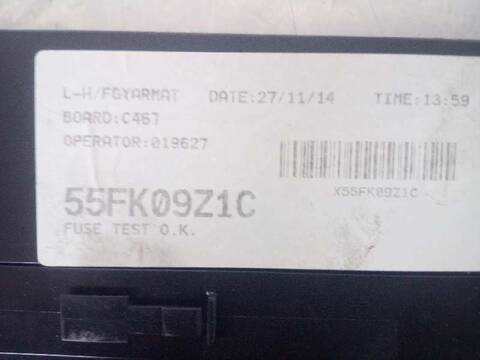 L-H/FGYARMAT DATE:27/11/14 TIME:13:59
BOARD:C467
OPERATOR:019627
X55FK09Z1C
55FK09Z1C
FUSE TEST O.K.